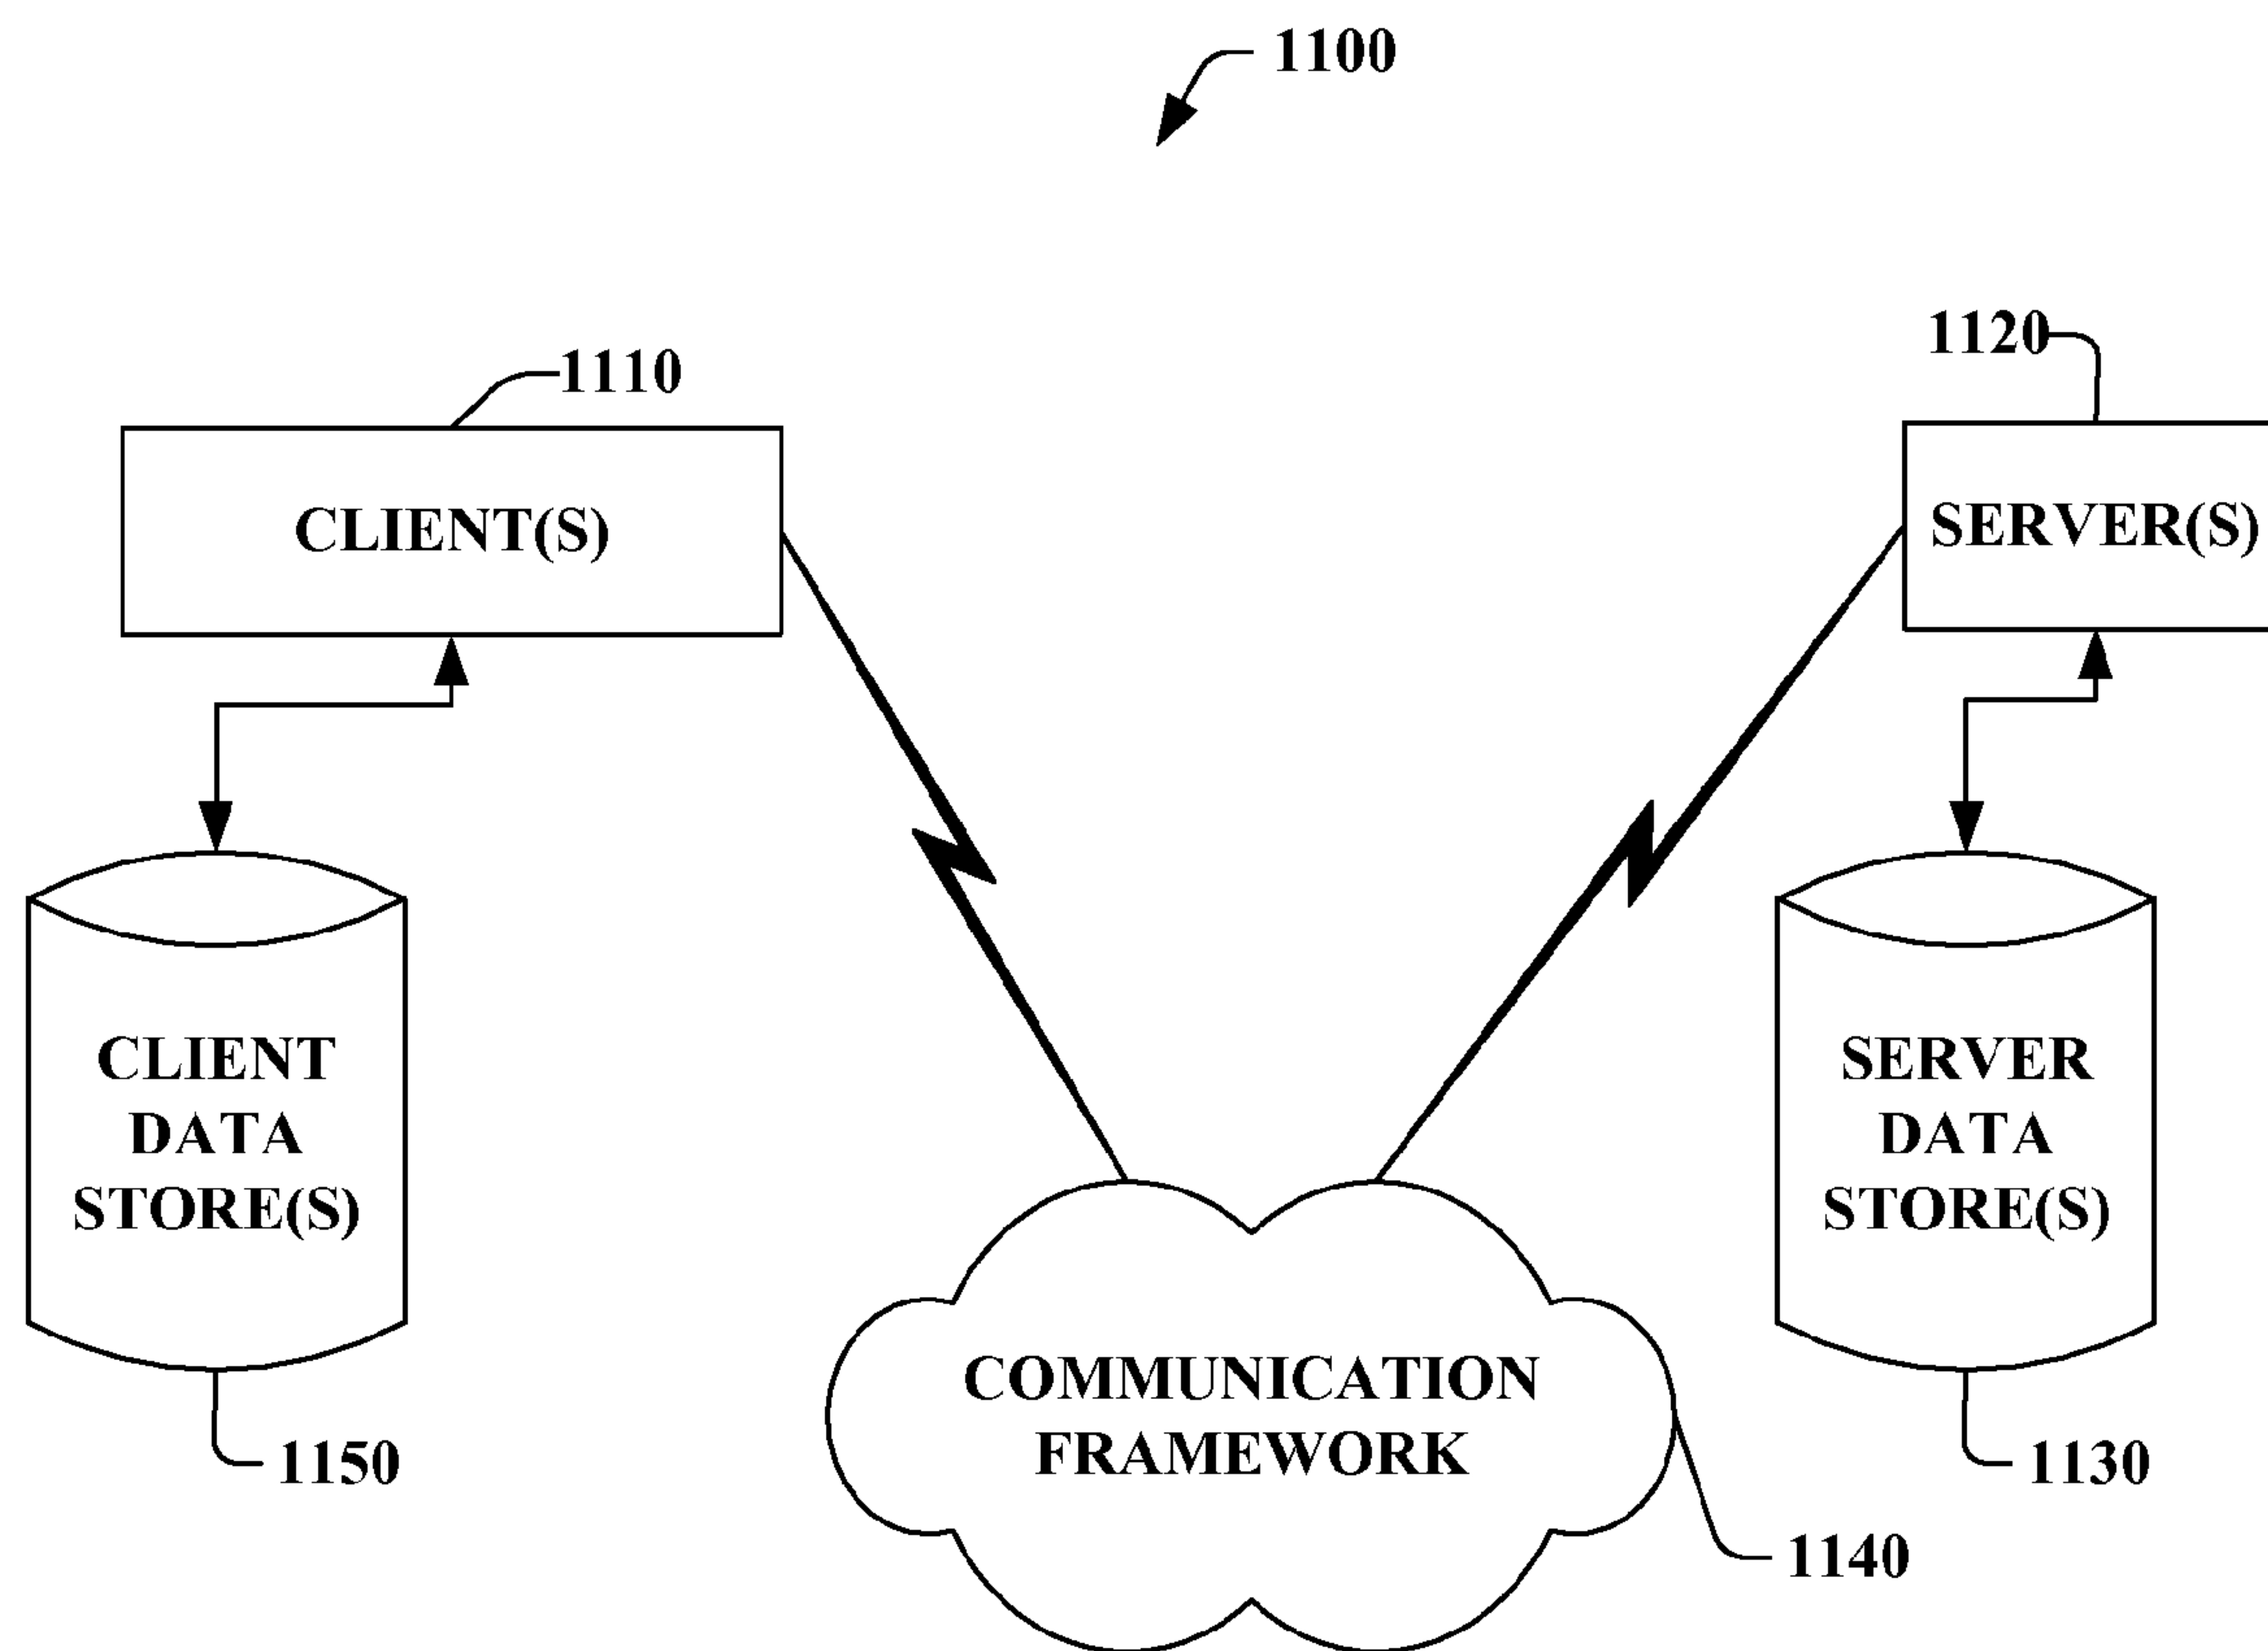 1100
1110
1120
CLIENT(S)
SERVER(S)
CLIENT
DATA
STORE(S)
SERVER
DATA
STORE(S)
COMMUNICATION
FRAMEWORK
1150
1130
1140